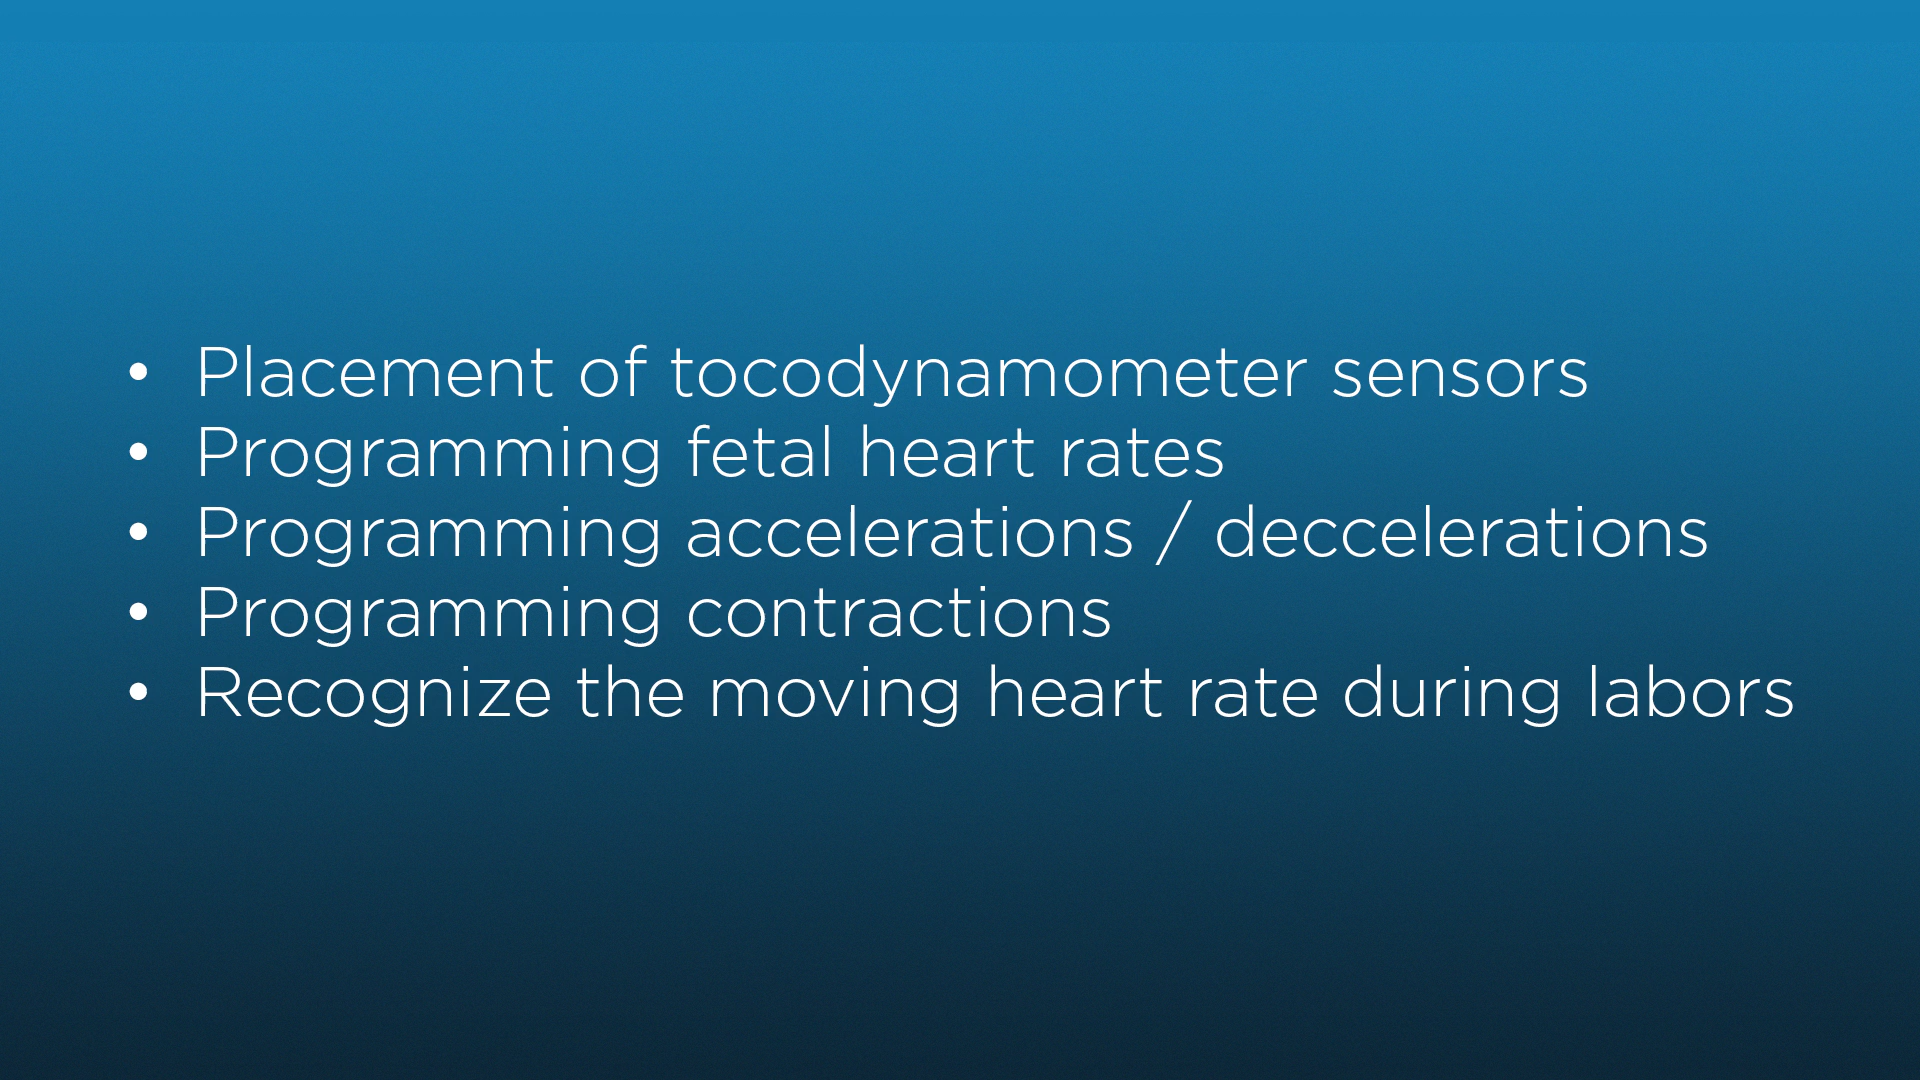 • Placement of tocodynamometer sensors
• Programming fetal heart rates
• Programming accelerations / deccelerations
• Programming contractions
• Recognize the moving heart rate during labors